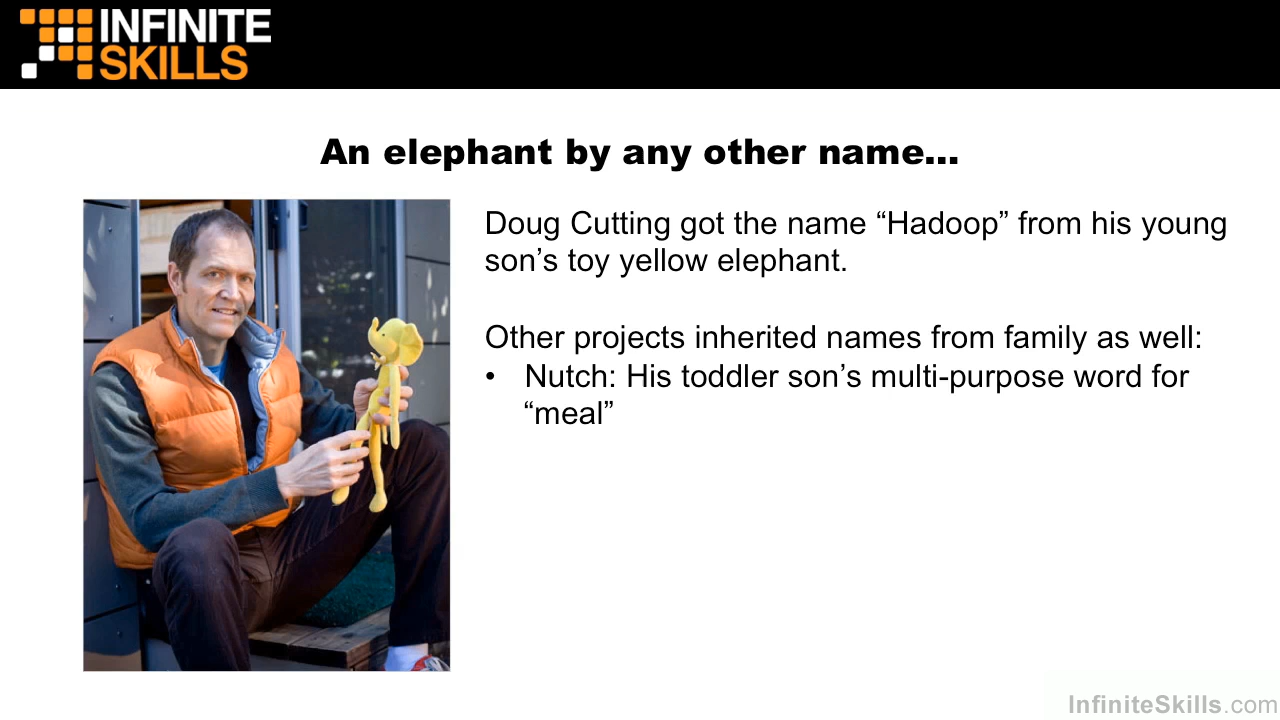 INFINITE
SKILLS
An elephant by any other name...
Doug Cutting got the name “Hadoop” from his young
son’s toy yellow elephant.
Other projects inherited names from family as well:
• Nutch: His toddler son’s multi-purpose word for
“meal”
InfiniteSkills.com